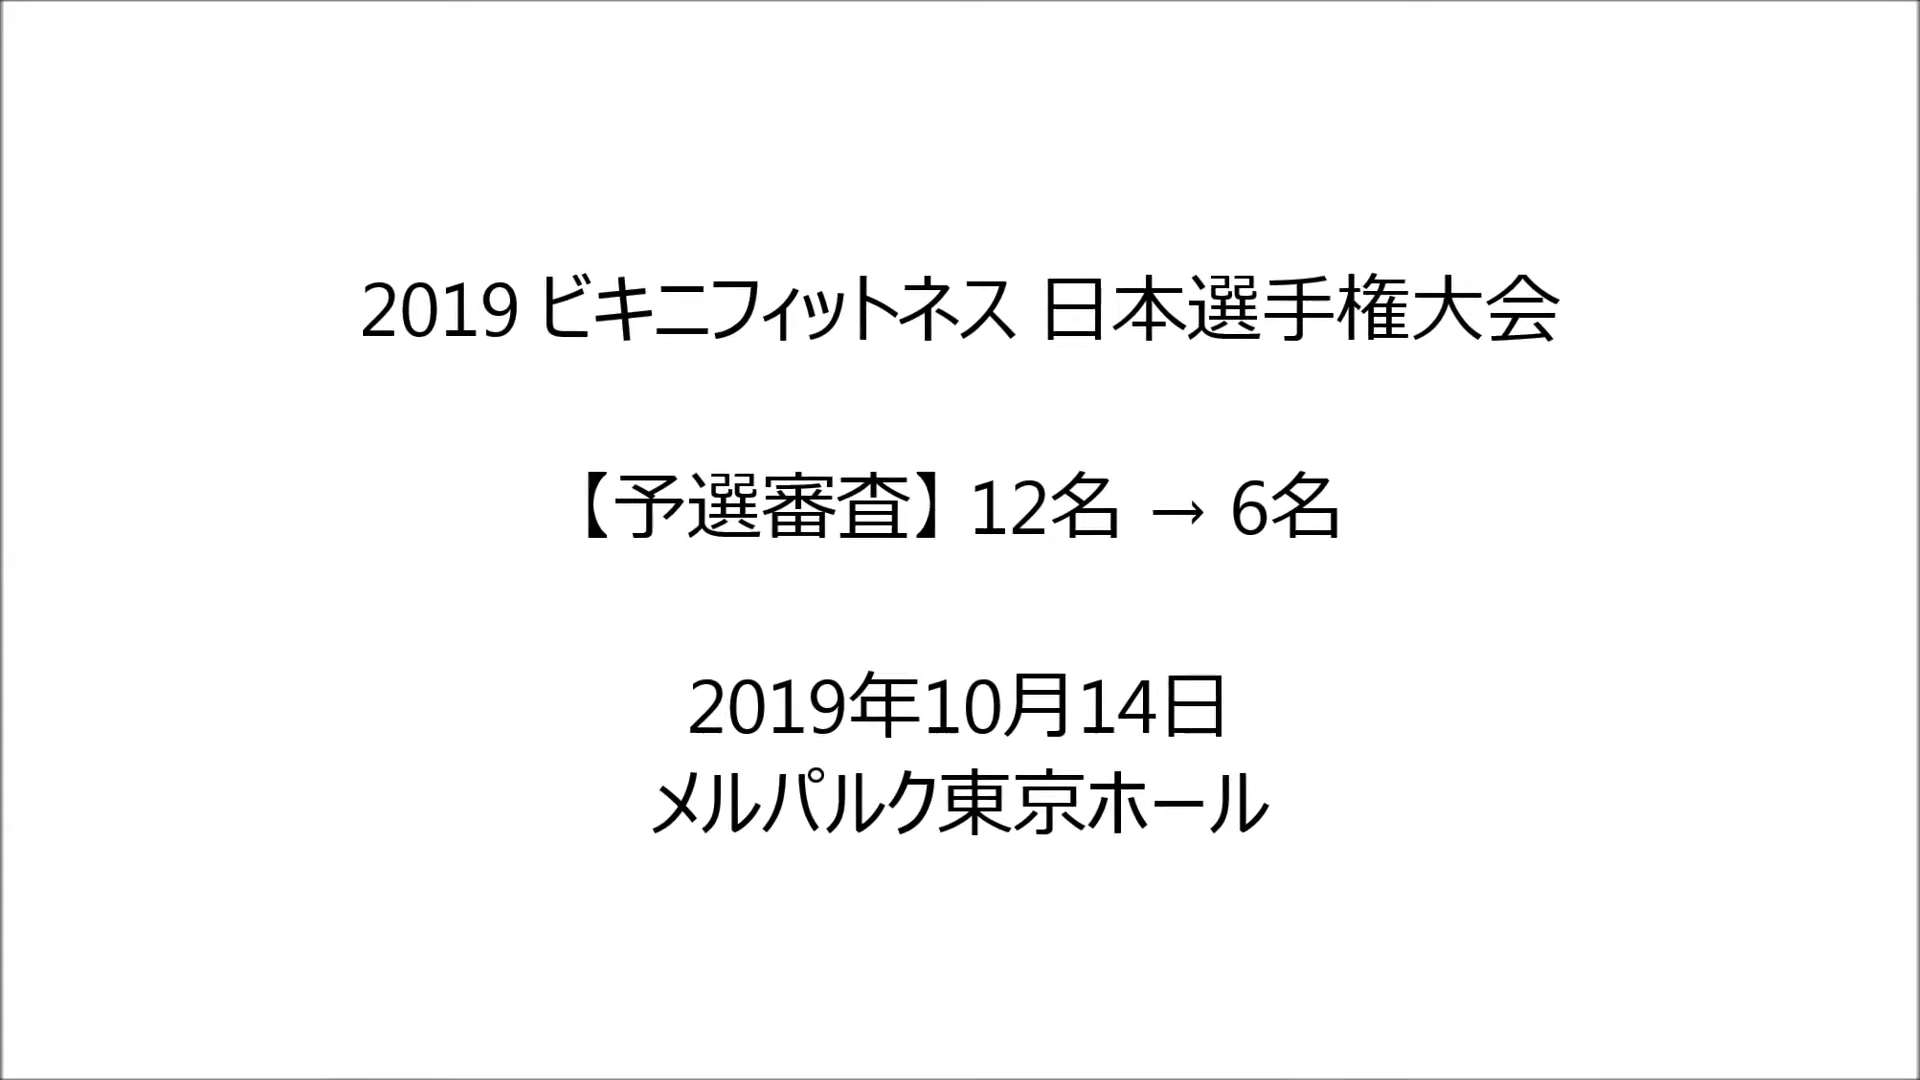 2019 ビキニフィットネス 日本選手権大会
【予選審査】 12名 → 6名
2019年10月14日
メルパルク東京ホール